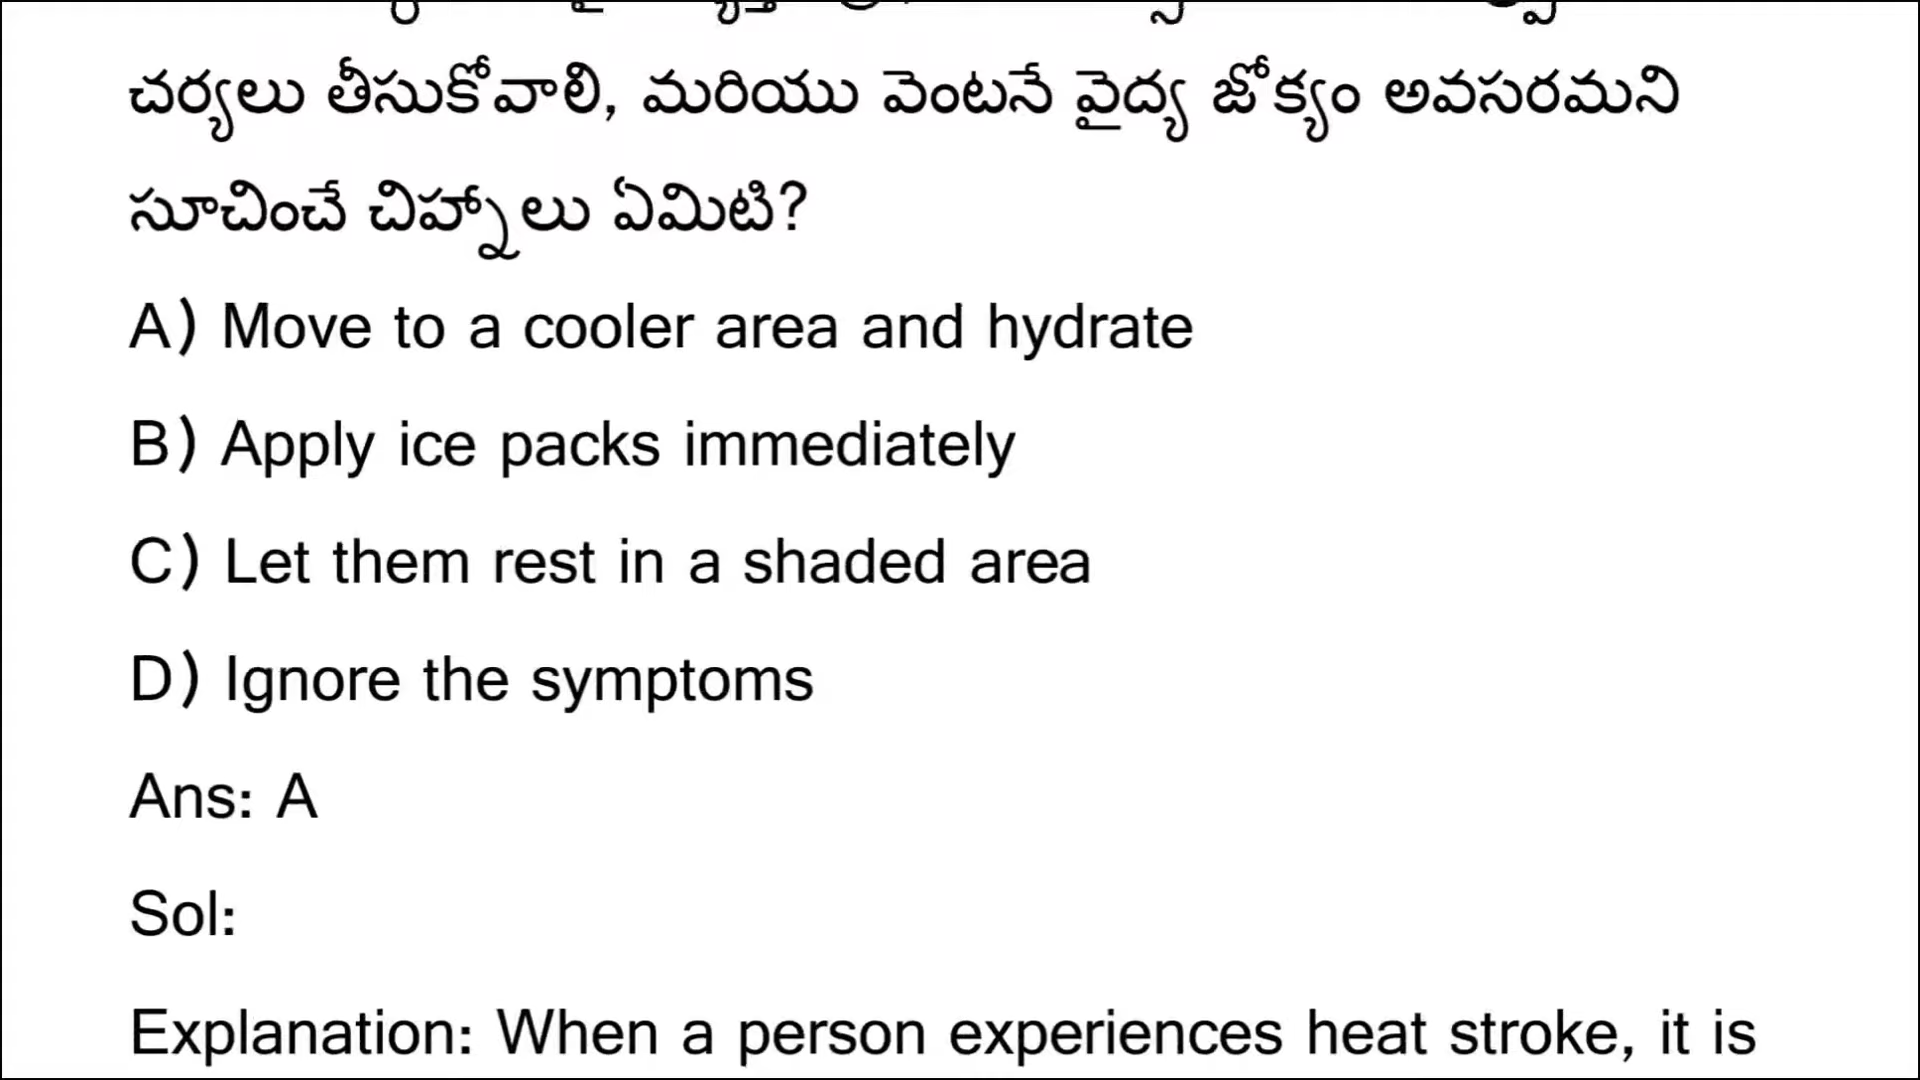 చర్యలు తీసుకోవాలి, మరియు వెంటనే వైద్య జోక్యం అవసరమని
సూచించే చిహ్నాలు ఏమిటి?
A) Move to a cooler area and hydrate
B) Apply ice packs immediately
C) Let them rest in a shaded area
D) Ignore the symptoms
Ans: A
Sol:
Explanation: When a person experiences heat stroke, it is